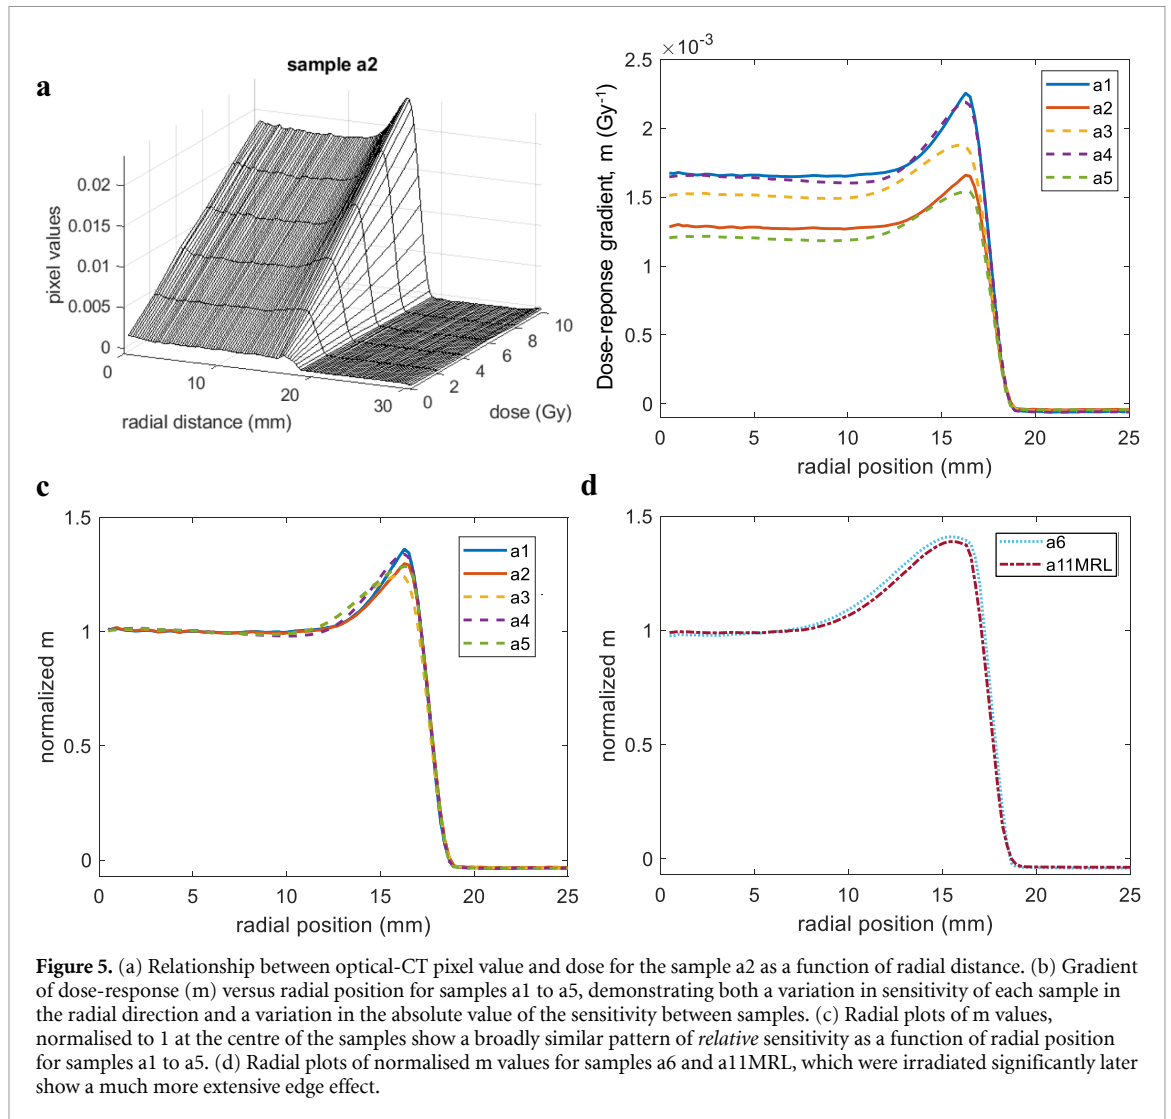 a
sample a2
pixel values
0.02
0.015
0.01
0.005
0
0
10
20
30
radial distance (mm)
0
2
4
6
8
10
dose (Gy)
×10-3
Dose-reponse gradient, m (Gy-1)
2.5
2
1.5
1
0.5
0
0
5
10
15
20
25
radial position (mm)
a1
a2
a3
a4
a5
c
normalized m
1.5
1
0.5
0
0
5
10
15
20
25
radial position (mm)
a1
a2
a3
a4
a5
d
normalized m
1.5
1
0.5
0
0
5
10
15
20
25
radial position (mm)
a6
a11MRL
Figure 5. (a) Relationship between optical-CT pixel value and dose for the sample a2 as a function of radial distance. (b) Gradient
of dose-response (m) versus radial position for samples a1 to a5, demonstrating both a variation in sensitivity of each sample in
the radial direction and a variation in the absolute value of the sensitivity between samples. (c) Radial plots of m values,
normalised to 1 at the centre of the samples show a broadly similar pattern of relative sensitivity as a function of radial position
for samples a1 to a5. (d) Radial plots of normalised m values for samples a6 and a11MRL, which were irradiated significantly later
show a much more extensive edge effect.